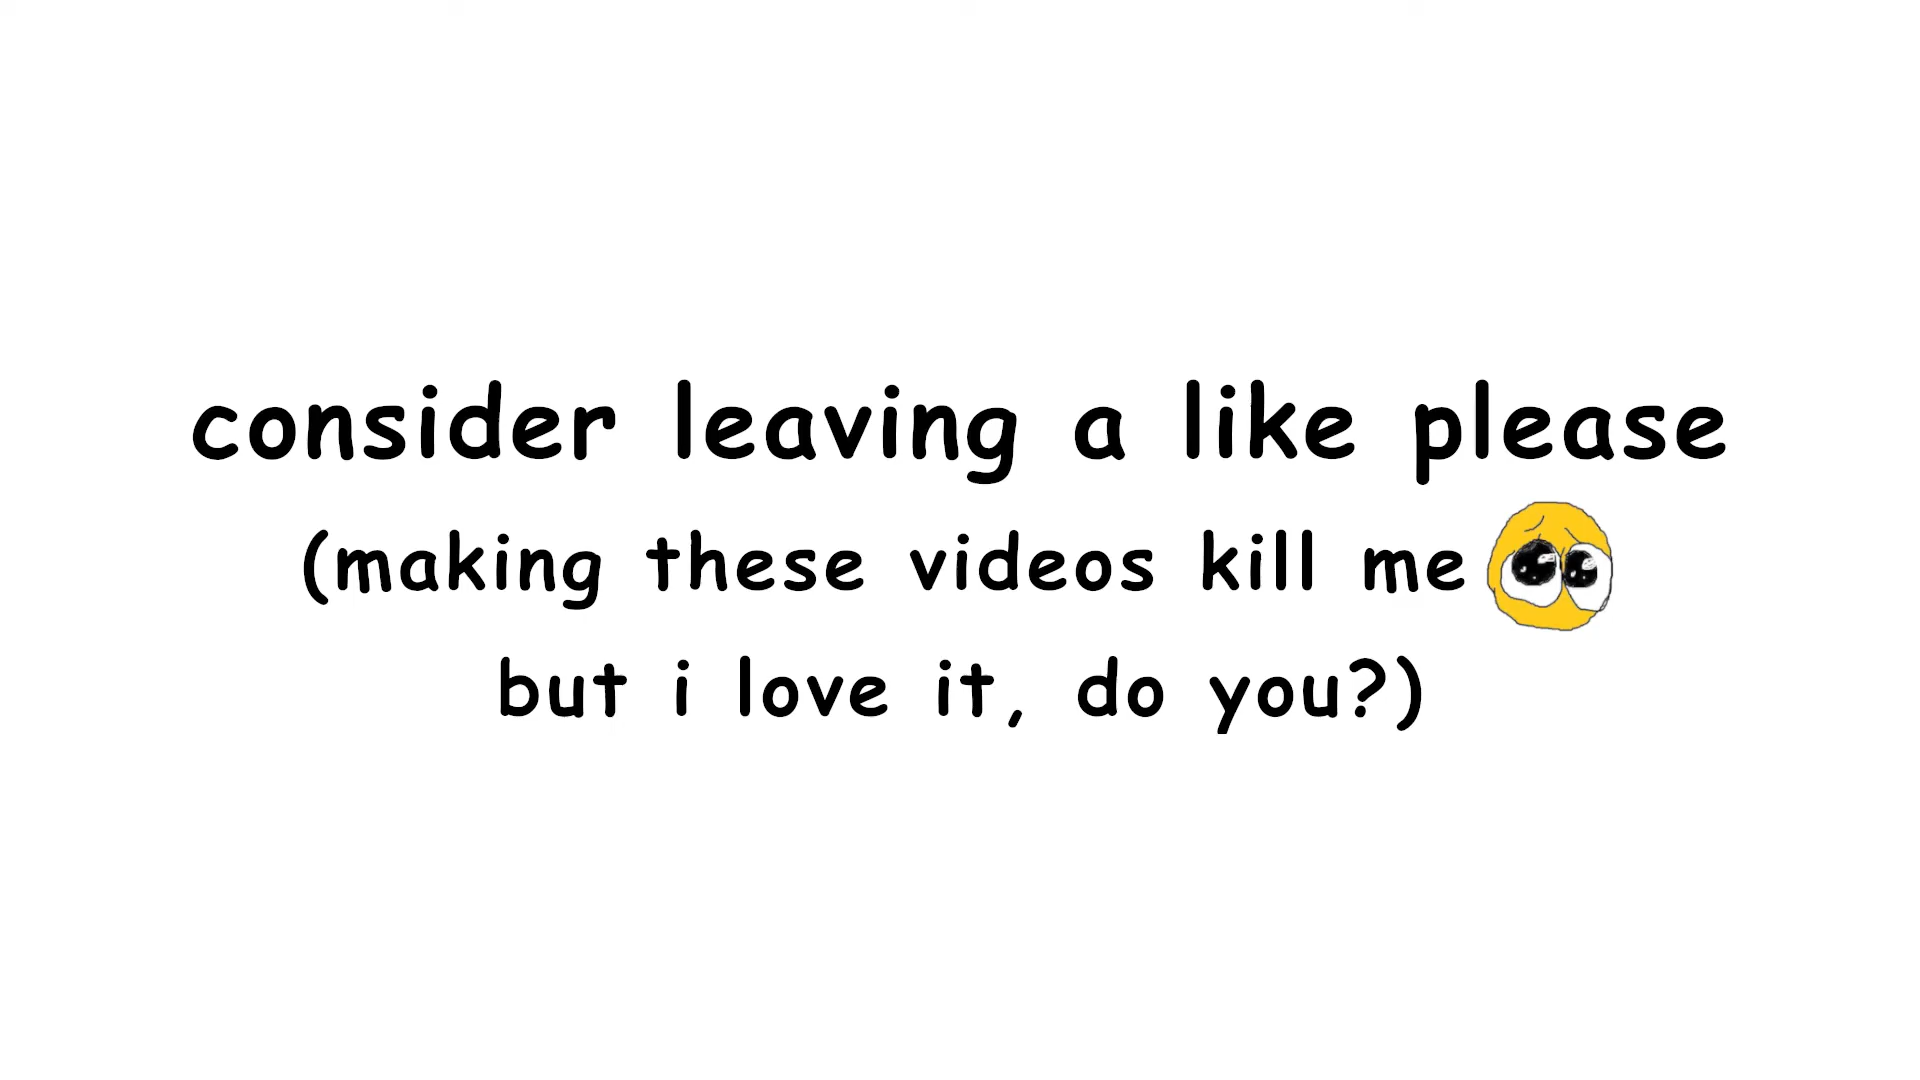 consider leaving a like please
(making these videos kill me
but i love it, do you?)